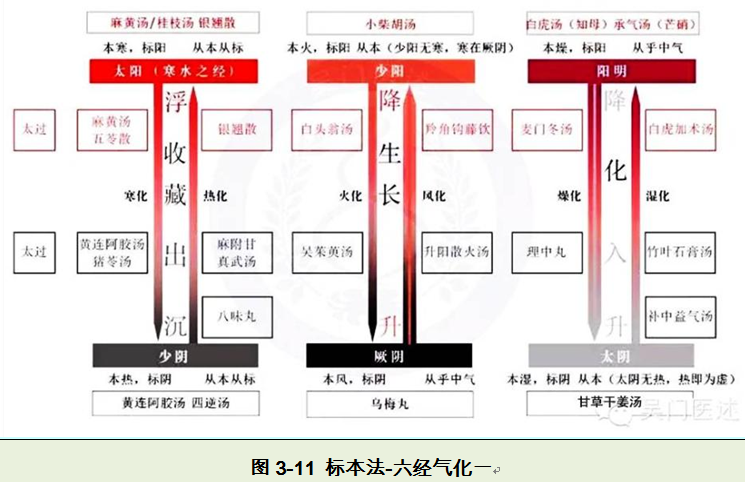 麻黄汤/桂枝汤 银翘散
小柴胡汤
白虎汤（知母）承气汤（芒硝）
本寒，标阳 从本从标
本火，标阳 从本（少阳无寒，寒在厥阴）
本燥，标阳 从乎中气
太阳（寒水之经）
少阳
阳明
太过
麻黄汤
五苓散
浮
收
藏
出
沉
银翘散
白头翁汤
降
生
长
升
羚角钩藤饮
麦门冬汤
降
化
入
升
白虎加术汤
寒化
热化
火化
风化
燥化
湿化
太过
黄连阿胶汤
猪苓汤
麻附甘
真武汤
吴茱萸汤
升阳散火汤
理中丸
竹叶石膏汤
八味丸
补中益气汤
少阴
厥阴
太阴
本热，标阴 从本从标
本风，标阴 从乎中气
本湿，标阴 从本（太阴无热，热即为虚）
黄连阿胶汤 四逆汤
乌梅丸
甘草干姜汤
吴门医述
图 3-11 标本法-六经气化一